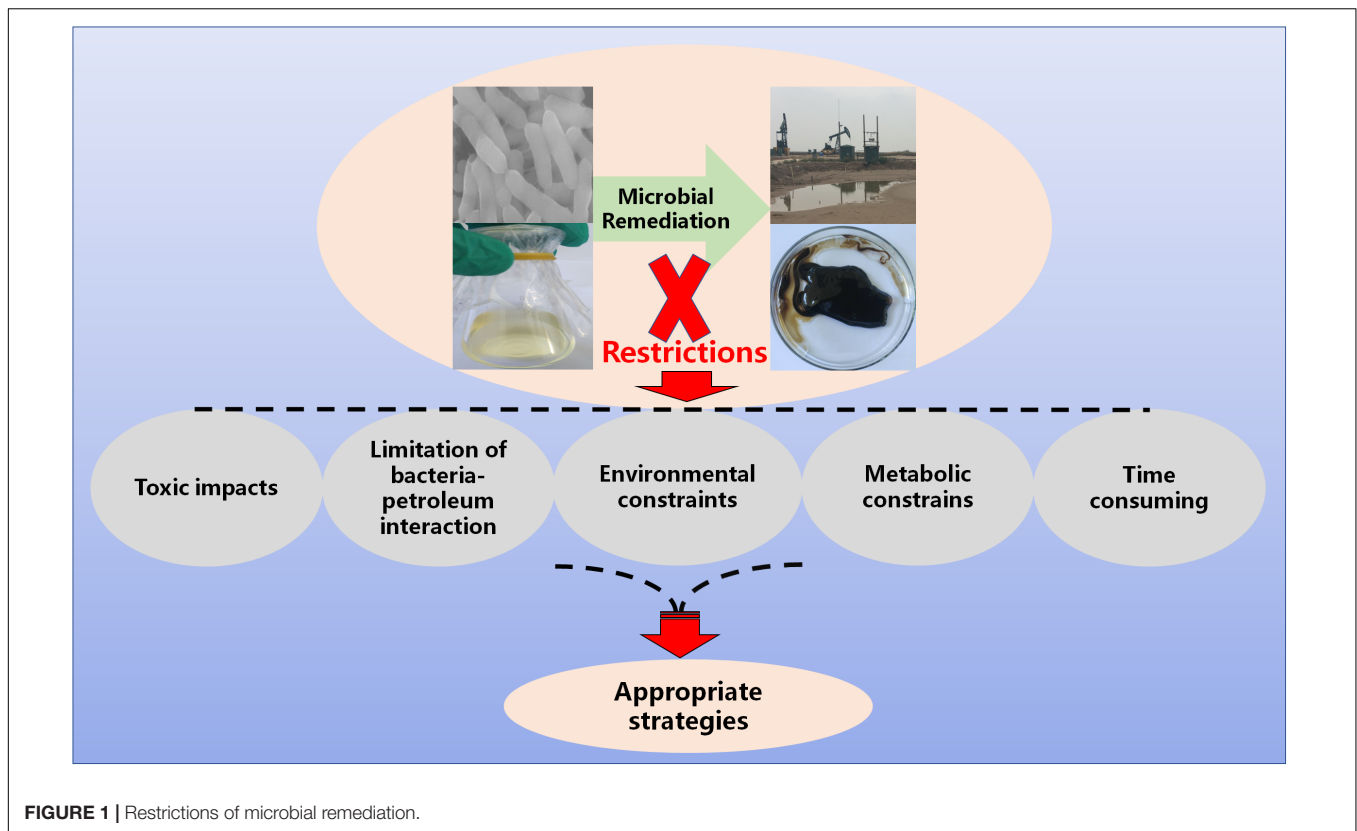 Microbial
Remediation
Restrictions
Toxic impacts
Limitation of
bacteria-
petroleum
interaction
Environmental
constraints
Metabolic
constrains
Time
consuming
Appropriate
strategies
FIGURE 1 | Restrictions of microbial remediation.